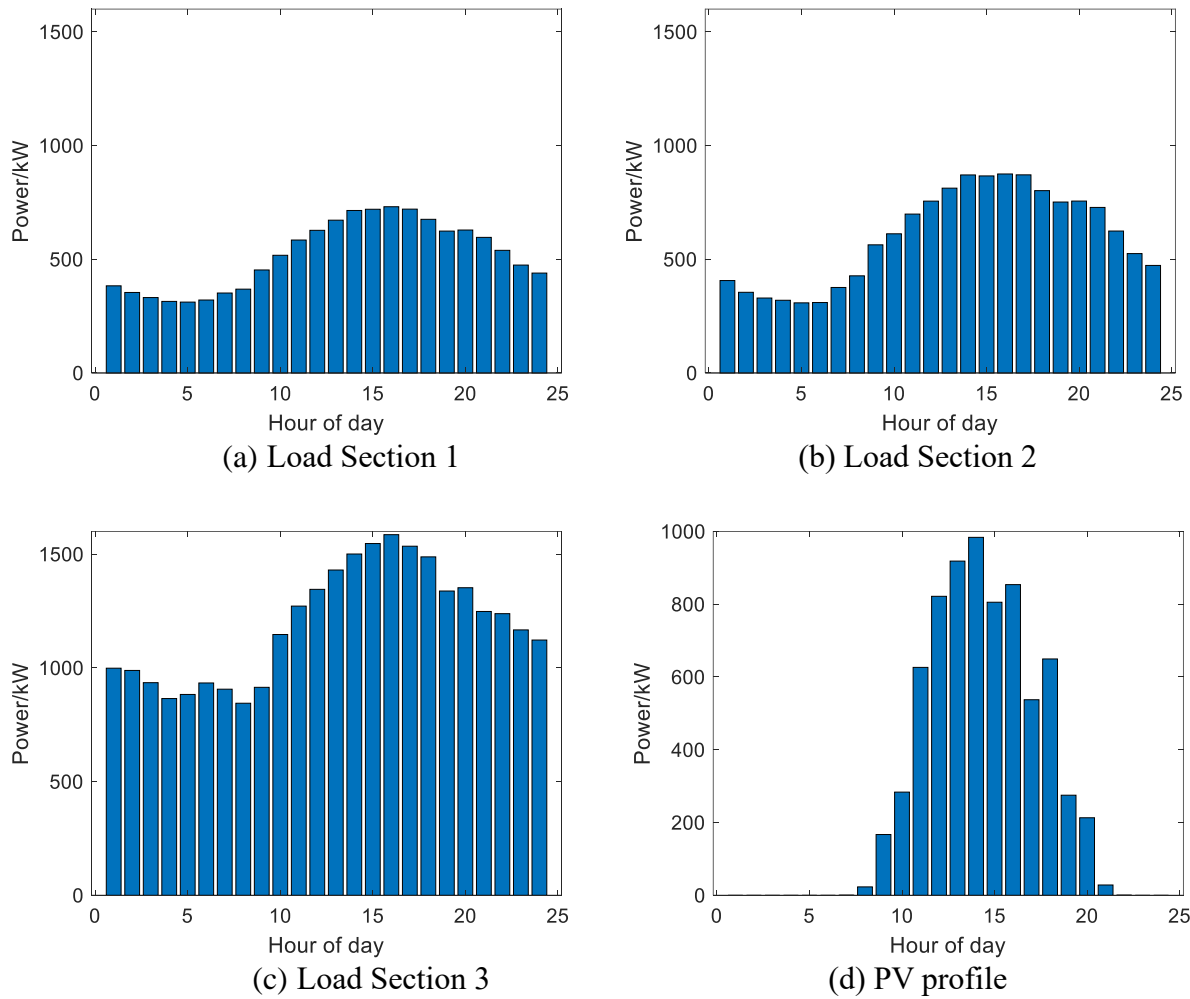 1500
1000
500
0
Power/kW
0 5 10 15 20 25
Hour of day
(a) Load Section 1
1500
1000
500
0
Power/kW
0 5 10 15 20 25
Hour of day
(b) Load Section 2
1500
1000
500
0
Power/kW
0 5 10 15 20 25
Hour of day
(c) Load Section 3
1000
800
600
400
200
0
Power/kW
0 5 10 15 20 25
Hour of day
(d) PV profile